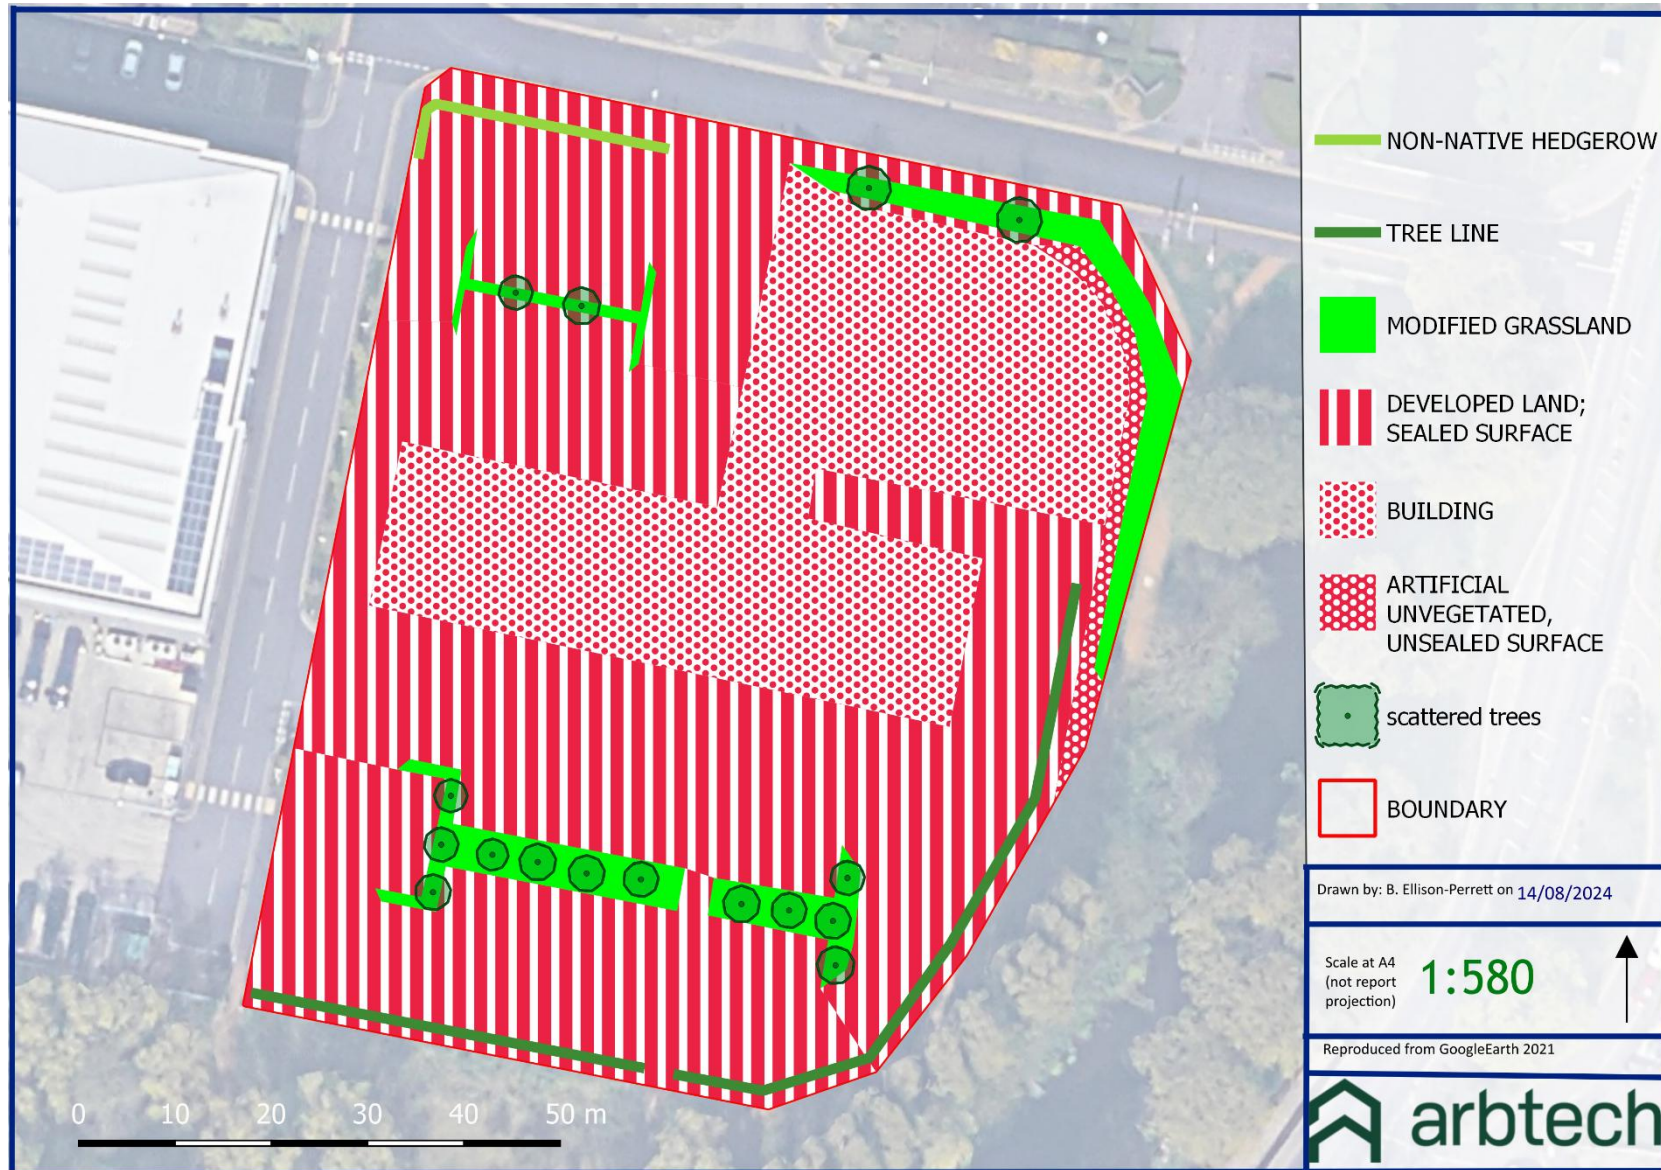 NON-NATIVE HEDGEROW
TREE LINE
MODIFIED GRASSLAND
DEVELOPED LAND;
SEALED SURFACE
BUILDING
ARTIFICIAL
UNVEGETATED,
UNSEALED SURFACE
scattered trees
BOUNDARY
Drawn by: B. Ellison-Perrett on 14/08/2024
Scale at A4
(not report
projection)
1:580
Reproduced from GoogleEarth 2021
arbtech
0 10 20 30 40 50 m